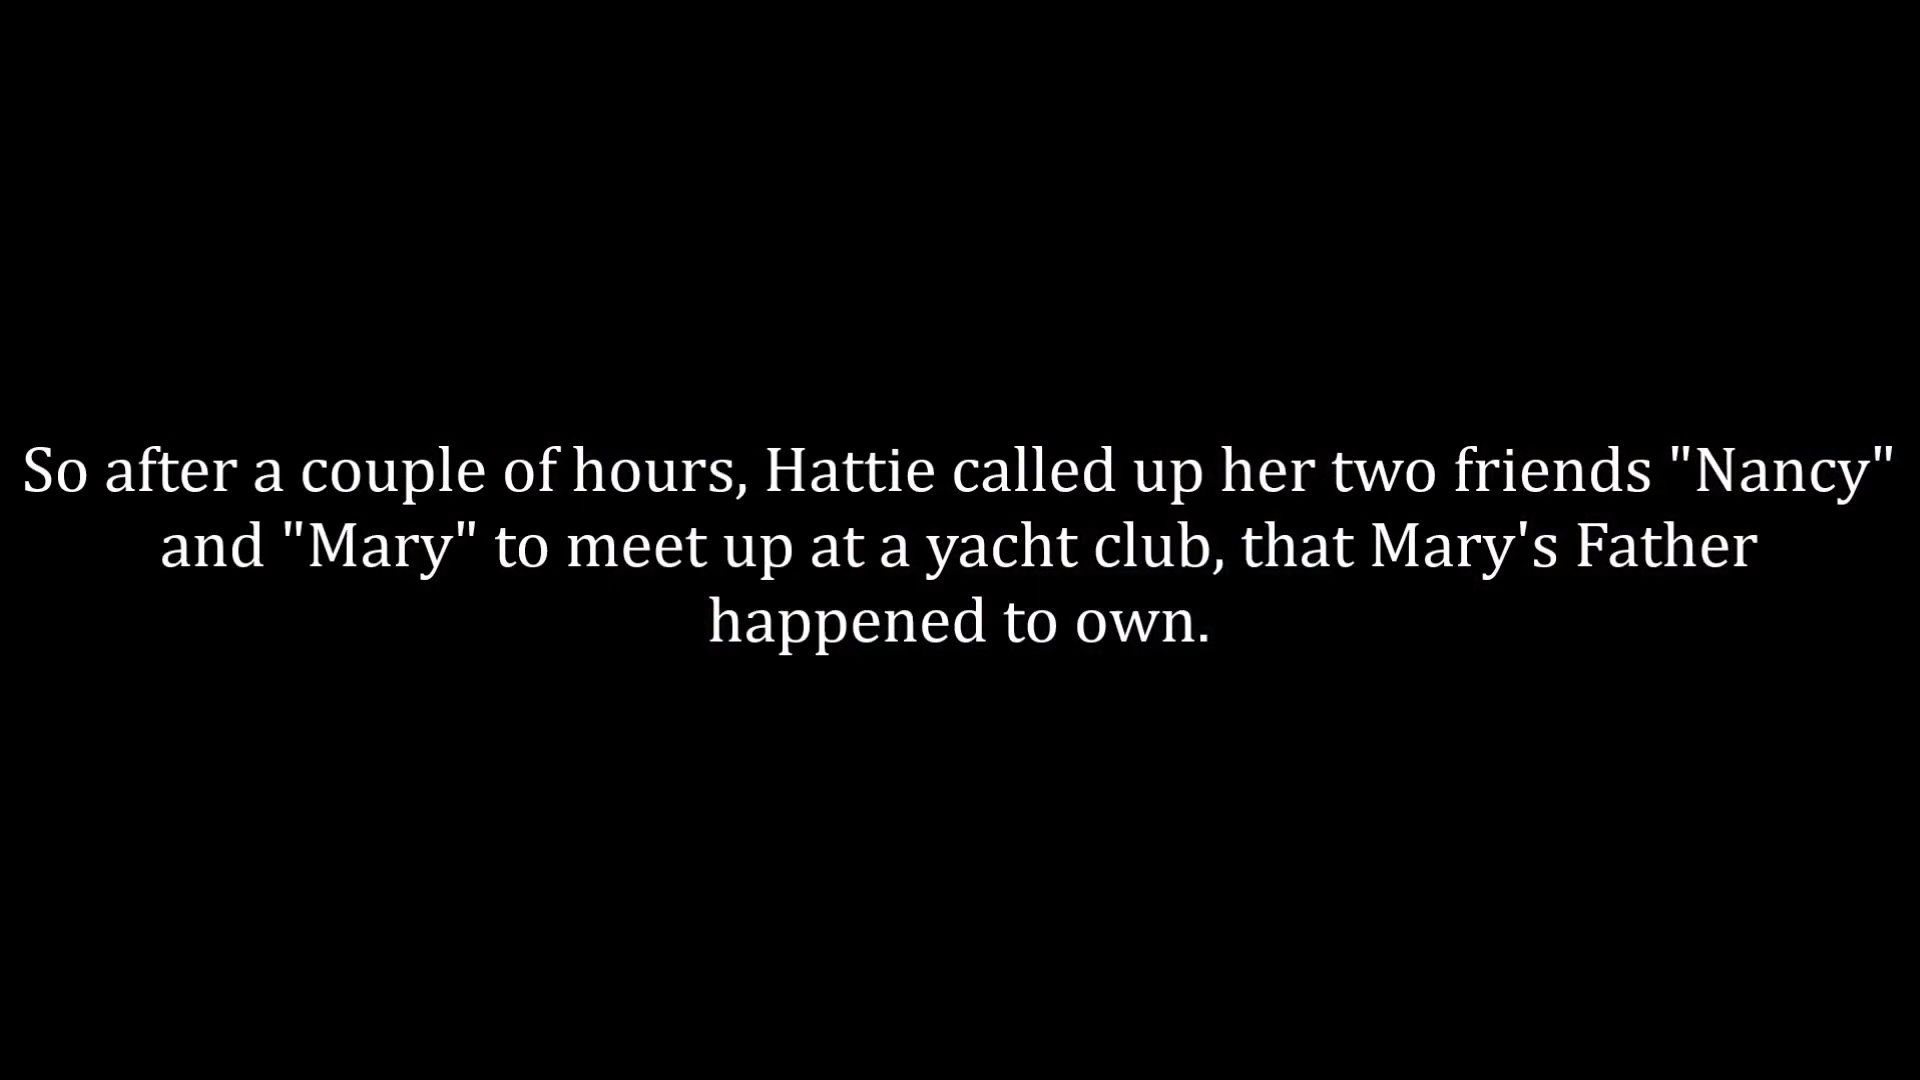 So after a couple of hours, Hattie called up her two friends "Nancy"
and "Mary" to meet up at a yacht club, that Mary's Father
happened to own.